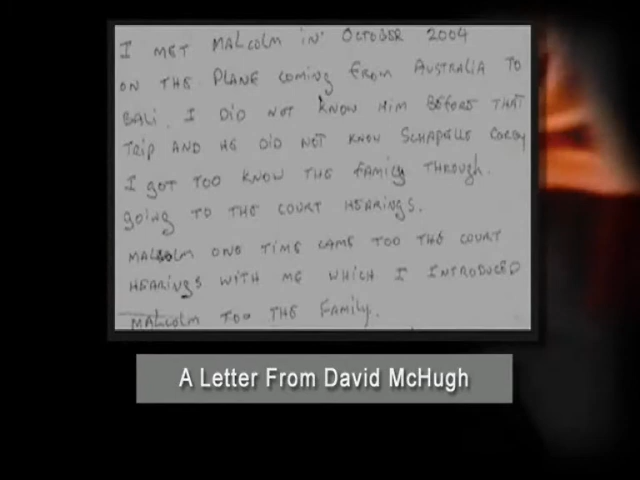 I MET MALCOLM IN OCTOBER 2004
ON THE PLANE COMING FROM AUSTRALIA TO
BALI. I DID NOT KNOW HIM BEFORE THAT
TRIP AND HE DID NOT KNOW SCHAPELLE CORBY
I GOT TOO KNOW THE FAMILY THROUGH.
GOING TO THE COURT HEARINGS.
MALCOLM ONE TIME CAME TOO THE COURT
HEARINGS WITH ME WHICH I INTRODUCED
MALCOLM TOO THE FAMILY.
A Letter From David McHugh